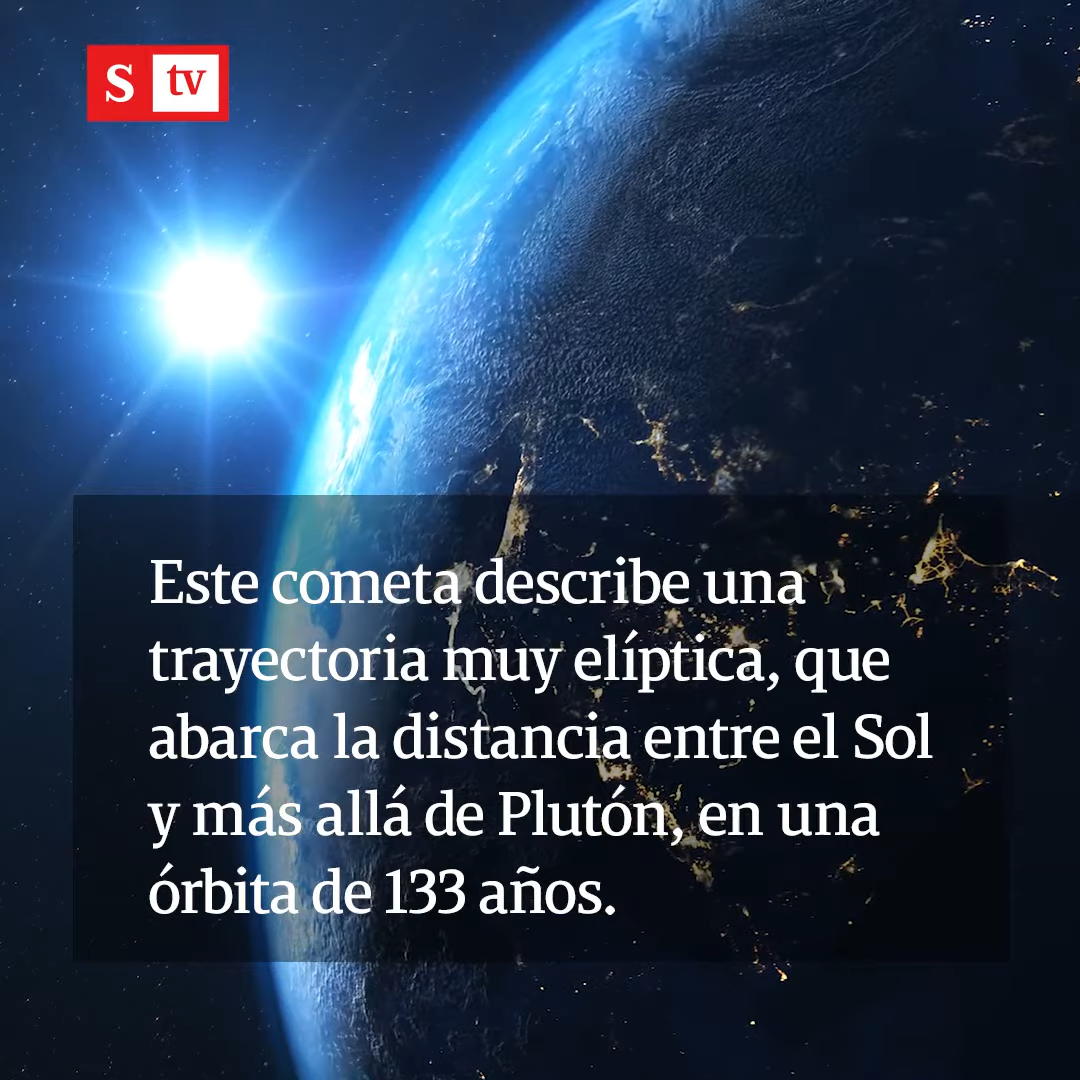 S tv
Este cometa describe una
trayectoria muy elíptica, que
abarca la distancia entre el Sol
y más allá de Plutón, en una
órbita de 133 años.